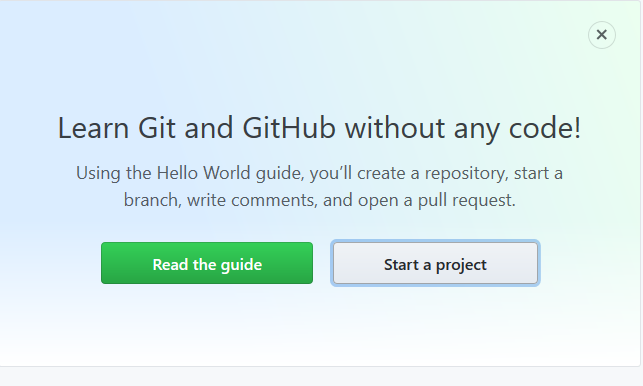 Learn Git and GitHub without any code!
Using the Hello World guide, you’ll create a repository, start a
branch, write comments, and open a pull request.
Read the guide
Start a project